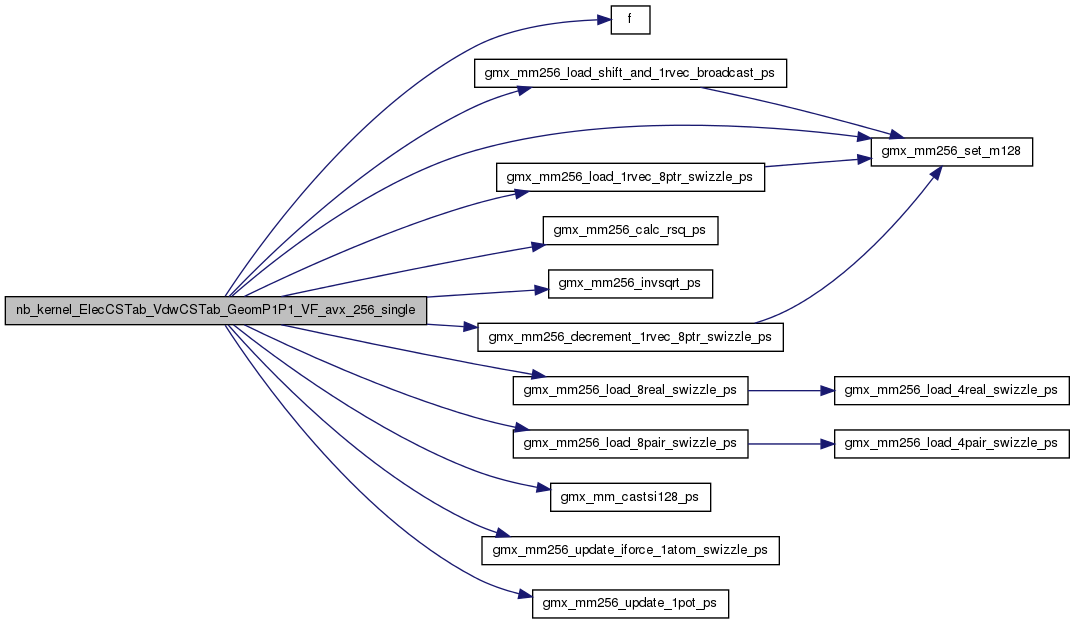 f
gmx_mm256_load_shift_and_1rvec_broadcast_ps
gmx_mm256_set_m128
gmx_mm256_load_1rvec_8ptr_swizzle_ps
gmx_mm256_calc_rsq_ps
gmx_mm256_invsqrt_ps
nb_kernel_ElecCSTab_VdwCSTab_GeomP1P1_VF_avx_256_single
gmx_mm256_decrement_1rvec_8ptr_swizzle_ps
gmx_mm256_load_8real_swizzle_ps
gmx_mm256_load_4real_swizzle_ps
gmx_mm256_load_8pair_swizzle_ps
gmx_mm256_load_4pair_swizzle_ps
gmx_mm_castsi128_ps
gmx_mm256_update_iforce_1atom_swizzle_ps
gmx_mm256_update_1pot_ps